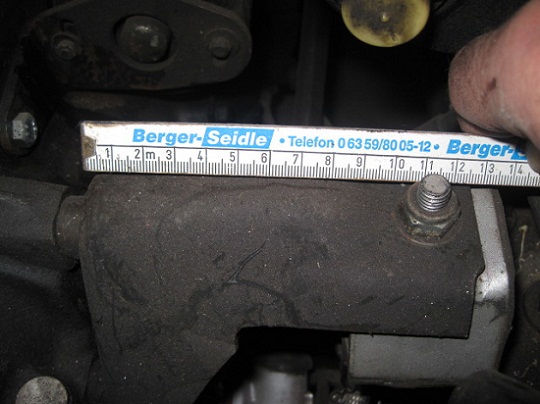 Berger-Seidle • Telefon 0 63 59/80 05-12 • Berger-S
1 2 m 3 4 5 6 7 8 9 10 11 12 13 14